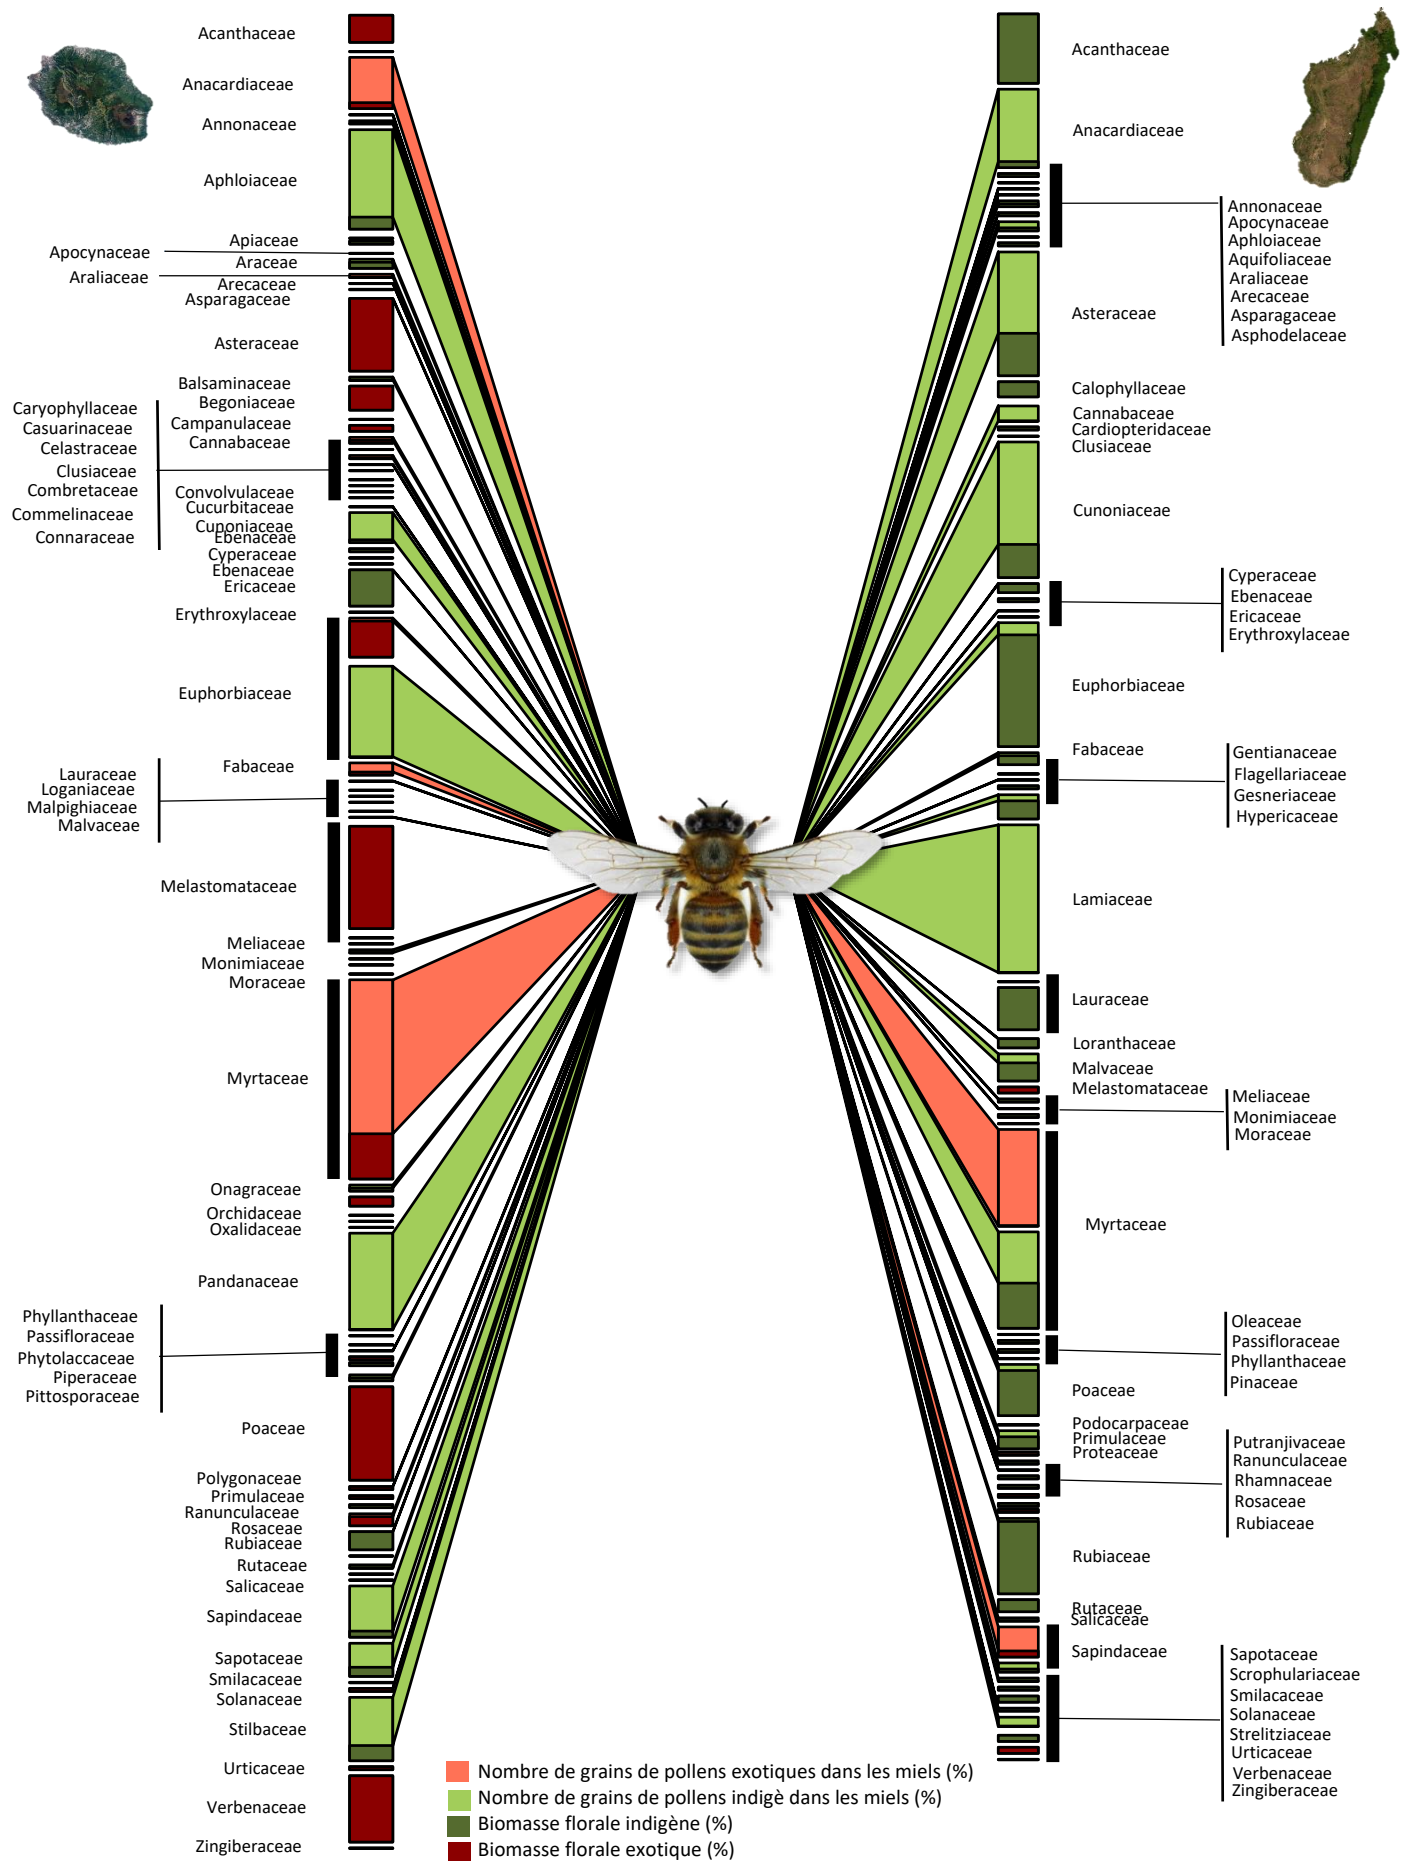 Acanthaceae
Anacardiaceae
Annonaceae
Aphloiaceae
Apiaceae
Apocynaceae
Araceae
Araliaceae
Arecaceae
Asparagaceae
Asteraceae
Balsaminaceae
Begoniaceae
Campanulaceae
Cannabaceae
Caryophyllaceae
Casuarinaceae
Celastraceae
Clusiaceae
Combretaceae
Commelinaceae
Connaraceae
Convolvulaceae
Cucurbitaceae
Cunoniaceae
Ebenaceae
Cyperaceae
Ebenaceae
Ericaceae
Erythroxylaceae
Euphorbiaceae
Fabaceae
Lauraceae
Loganiaceae
Malpighiaceae
Malvaceae
Melastomataceae
Meliaceae
Monimiaceae
Moraceae
Myrtaceae
Onagraceae
Orchidaceae
Oxalidaceae
Pandanaceae
Phyllanthaceae
Passifloraceae
Phytolaccaceae
Piperaceae
Pittosporaceae
Poaceae
Polygonaceae
Primulaceae
Ranunculaceae
Rosaceae
Rubiaceae
Rutaceae
Salicaceae
Sapindaceae
Sapotaceae
Smilacaceae
Solanaceae
Stilbaceae
Urticaceae
Verbenaceae
Zingiberaceae
Acanthaceae
Anacardiaceae
Annonaceae
Apocynaceae
Aphloiaceae
Aquifoliaceae
Araliaceae
Arecaceae
Asparagaceae
Asphodelaceae
Asteraceae
Calophyllaceae
Cannabaceae
Cardiopteridaceae
Clusiaceae
Cunoniaceae
Cyperaceae
Ebenaceae
Ericaceae
Erythroxylaceae
Euphorbiaceae
Fabaceae
Gentianaceae
Flagellariaceae
Gesneriaceae
Hypericaceae
Lamiaceae
Lauraceae
Loranthaceae
Malvaceae
Melastomataceae
Meliaceae
Monimiaceae
Moraceae
Myrtaceae
Oleaceae
Passifloraceae
Phyllanthaceae
Pinaceae
Poaceae
Podocarpaceae
Primulaceae
Proteaceae
Putranjivaceae
Ranunculaceae
Rhamnaceae
Rosaceae
Rubiaceae
Rubiaceae
Rutaceae
Salicaceae
Sapindaceae
Sapotaceae
Scrophulariaceae
Smilacaceae
Solanaceae
Strelitziaceae
Urticaceae
Verbenaceae
Zingiberaceae
Nombre de grains de pollens exotiques dans les miels (%)
Nombre de grains de pollens indigè dans les miels (%)
Biomasse florale indigène (%)
Biomasse florale exotique (%)